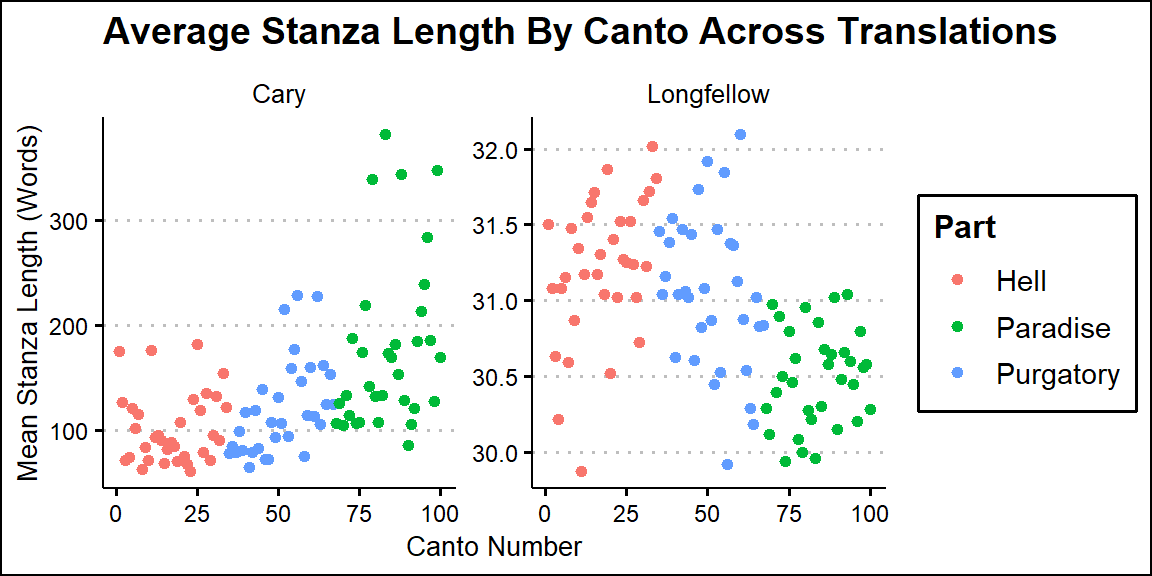 Average Stanza Length By Canto Across Translations
Cary
Longfellow
Mean Stanza Length (Words)
300
200
100
0 25 50 75 100
32.0
31.5
31.0
30.5
30.0
0 25 50 75 100
Canto Number
Part
Hell
Paradise
Purgatory